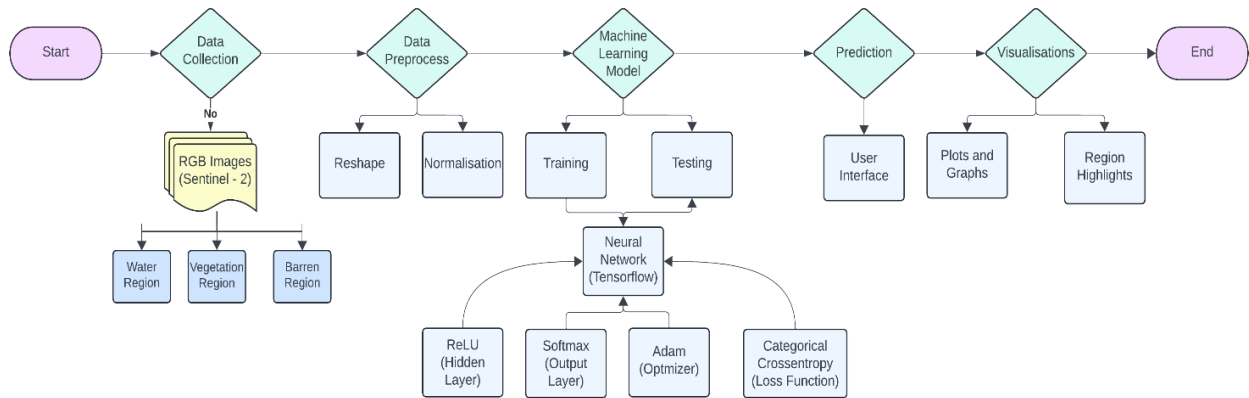 Start
Data
Collection
Data
Preprocess
Machine
Learning
Model
Prediction
Visualisations
End
No
RGB Images
(Sentinel - 2)
Reshape
Normalisation
Training
Testing
User
Interface
Plots and
Graphs
Region
Highlights
Water
Region
Vegetation
Region
Barren
Region
Neural
Network
(Tensorflow)
ReLU
(Hidden
Layer)
Softmax
(Output
Layer)
Adam
(Optmizer)
Categorical
Crossentropy
(Loss Function)